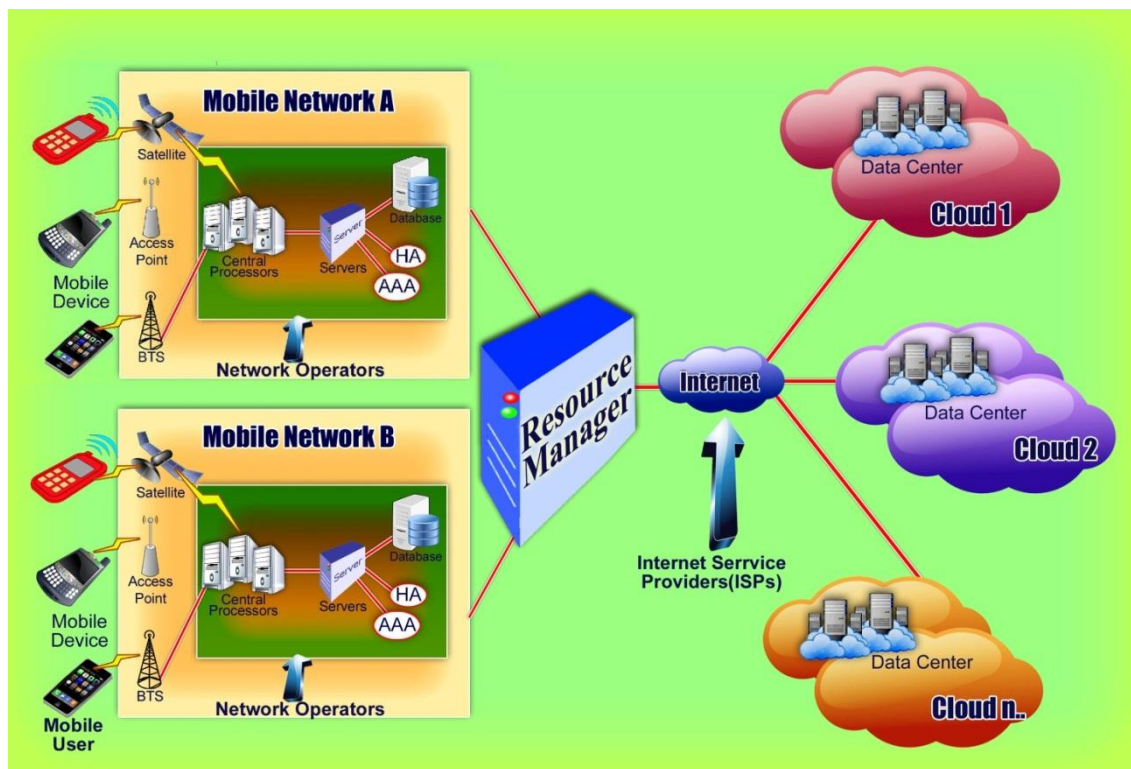 Mobile Network A
Satellite
Access
Point
Mobile
Device
BTS
Central
Processors
Server
Servers
Database
HA
AAA
Network Operators
Mobile Network B
Satellite
Access
Point
Mobile
Device
BTS
Mobile
User
Central
Processors
Server
Servers
Database
HA
AAA
Network Operators
Resource
Manager
Internet
Internet Serrvice
Providers(ISPs)
Data Center
Cloud 1
Data Center
Cloud 2
Data Center
Cloud n..